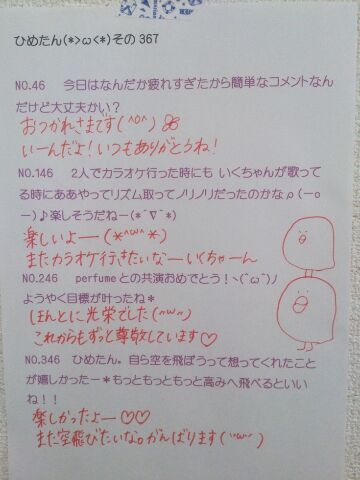 ひめたん(*>ω<*)その367
NO.46　今日はなんだか疲れすぎたから簡単なコメントなん
だけど大丈夫かい？
おつかれさまです(^o^)
いーんだよ！いつもありがとうね！
NO.146　2人でカラオケ行った時にも いくちゃんが歌って
る時にああやってリズム取ってノリノリだったのかなρ(ーoー
)♪楽しそうだねー(*´∇`*)
楽しいよー(*^w^*)
またカラオケ行きたいなーいくちゃーん
NO.246　perfumeとの共演おめでとう！ヽ(´ω`)ノ
ようやく目標が叶ったね＊
ほんとに光栄でした(^w^)
これからもずっと尊敬しています♡
NO.346　ひめたん。自ら空を飛ぼうって想ってくれたこと
が嬉しかったー＊もっともっともっと高みへ飛べるといい
ね！！
楽しかったよー♡♡
また空飛びたいな。がんばります(`w´)